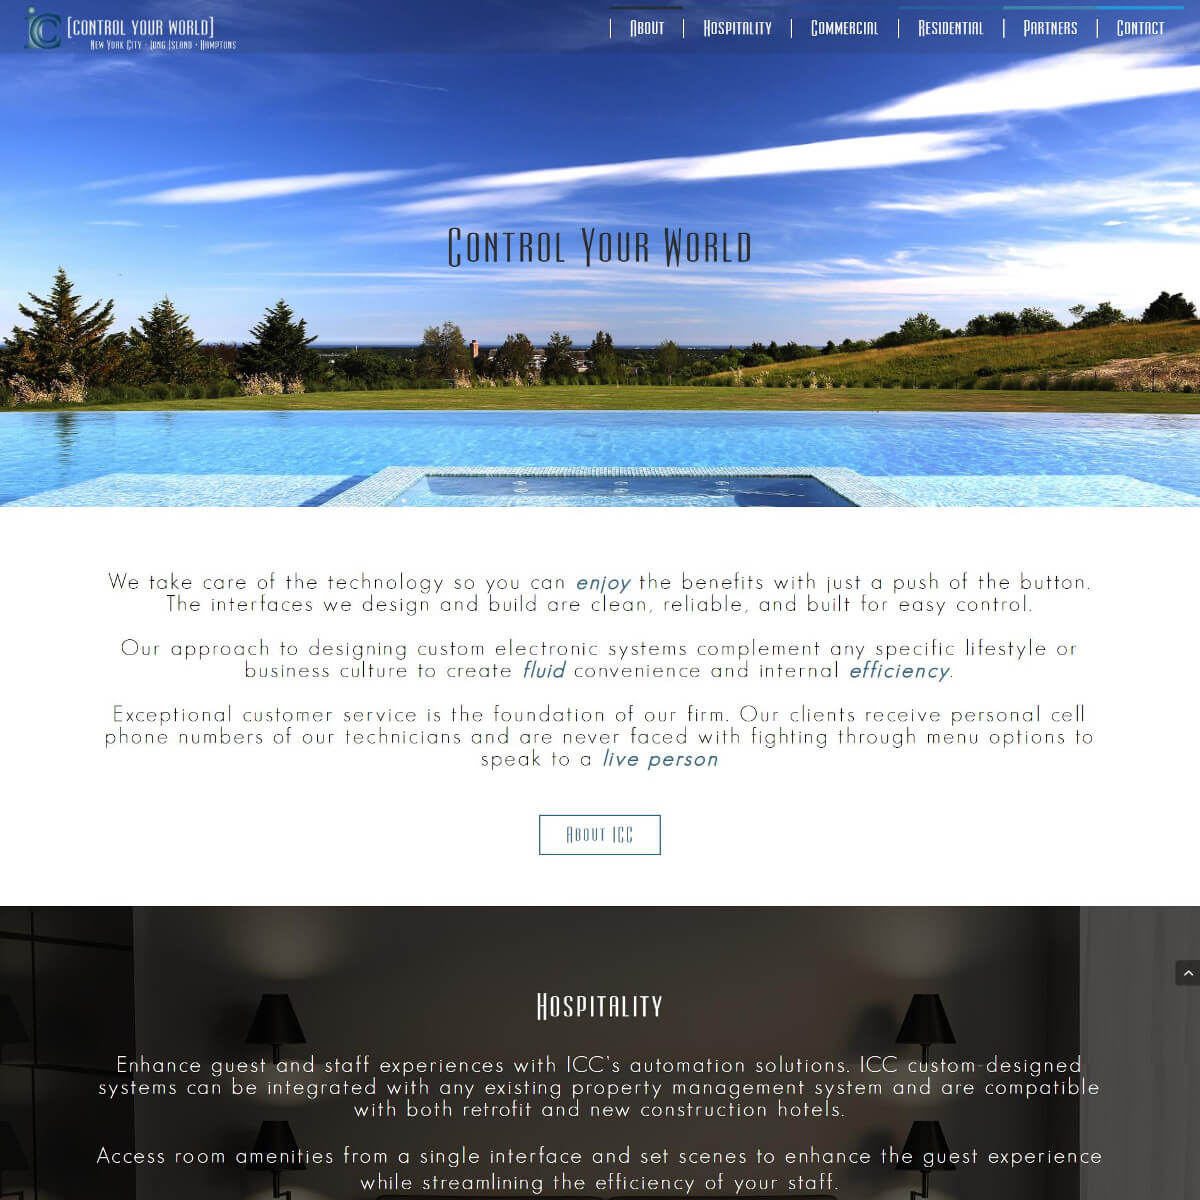 ICC
[CONTROL YOUR WORLD]
New York City - Long Island - Hamptons
About
Hospitality
Commercial
Residential
Partners
Contact
Control Your World
We take care of the technology so you can enjoy the benefits with just a push of the button.
The interfaces we design and build are clean, reliable, and built for easy control.
Our approach to designing custom electronic systems complement any specific lifestyle or
business culture to create fluid convenience and internal efficiency.
Exceptional customer service is the foundation of our firm. Our clients receive personal cell
phone numbers of our technicians and are never faced with fighting through menu options to
speak to a live person
About ICC
Hospitality
Enhance guest and staff experiences with ICC's automation solutions. ICC custom-designed
systems can be integrated with any existing property management system and are compatible
with both retrofit and new construction hotels.
Access room amenities from a single interface and set scenes to enhance the guest experience
while streamlining the efficiency of your staff.